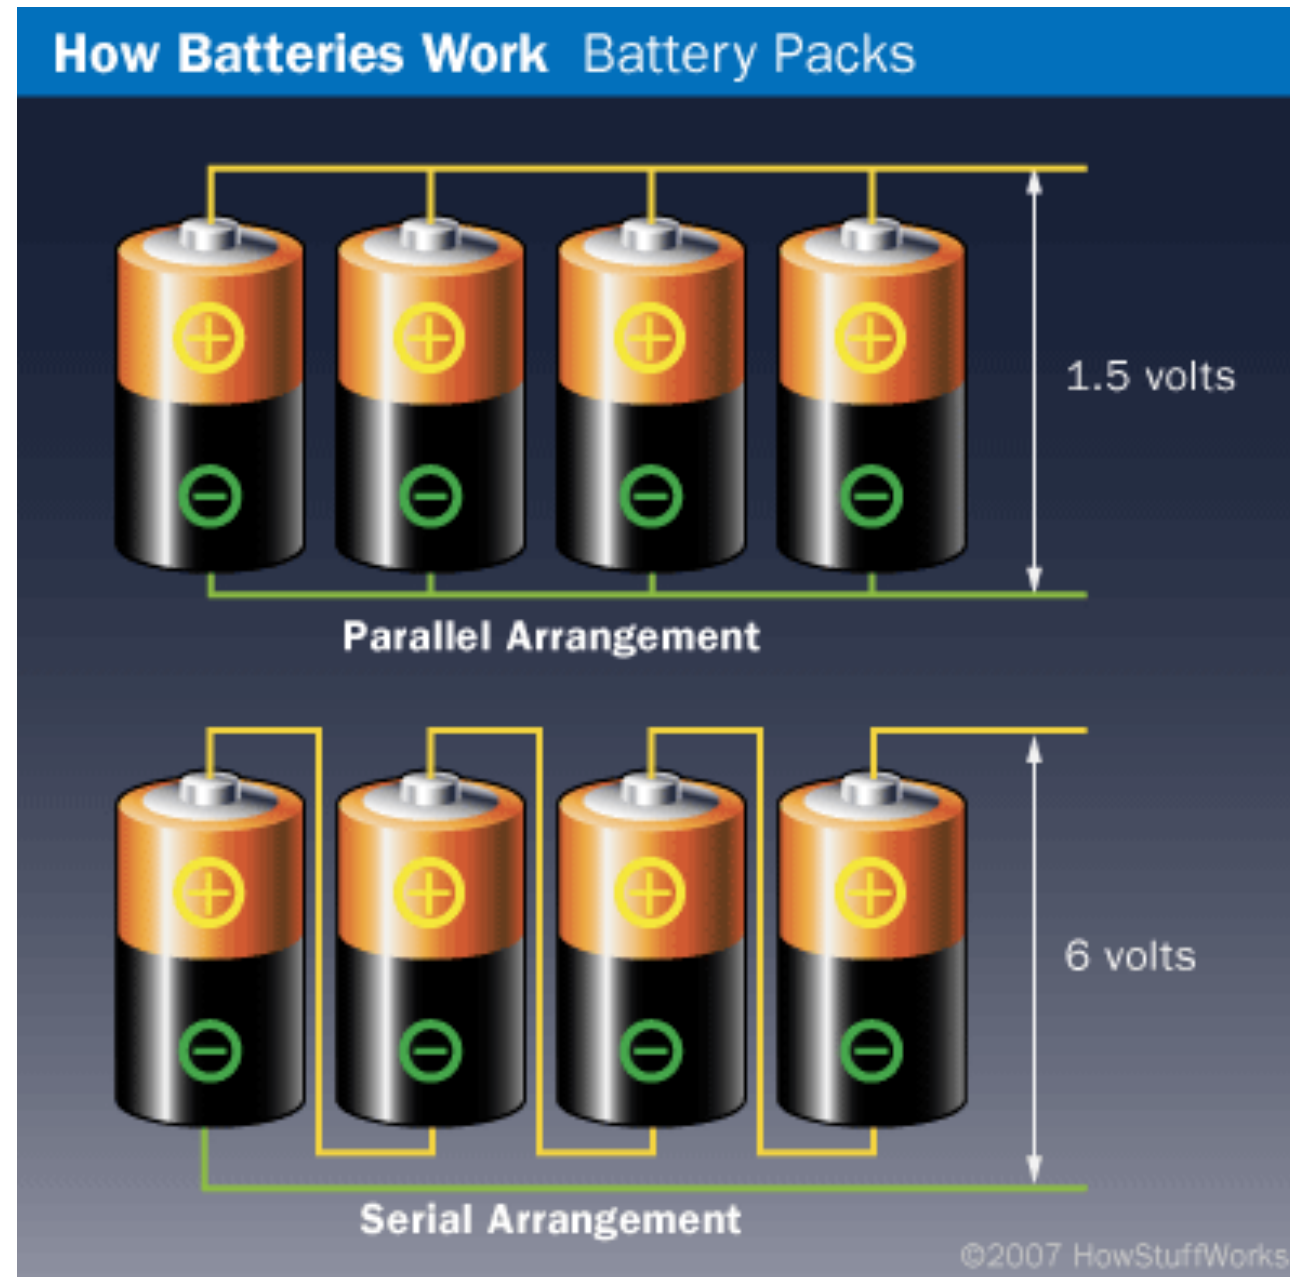 How Batteries Work Battery Packs
+ + + +
1.5 volts
− − − −
Parallel Arrangement
+ + + +
6 volts
− − − −
Serial Arrangement
©2007 HowStuffWorks